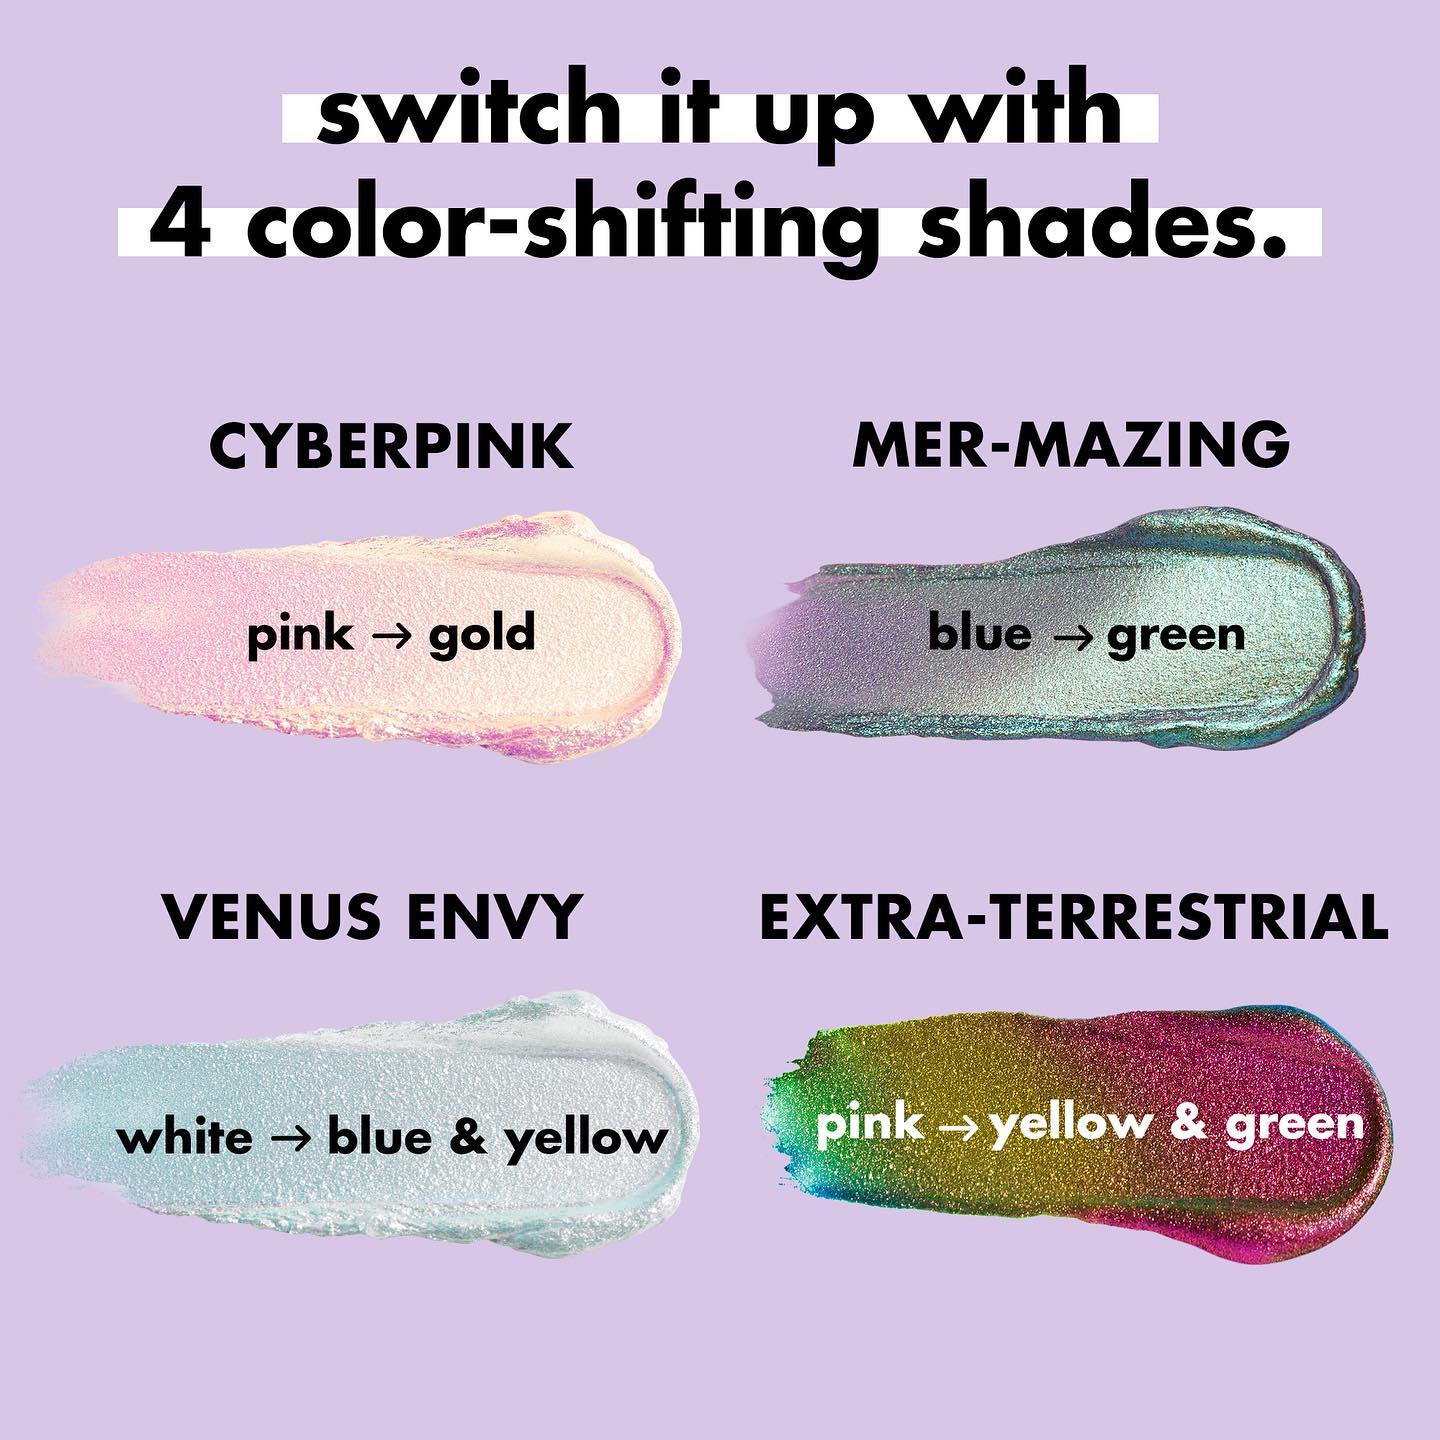 switch it up with
4 color-shifting shades.
CYBERPINK
pink → gold
MER-MAZING
blue → green
VENUS ENVY
white → blue & yellow
EXTRA-TERRESTRIAL
pink → yellow & green